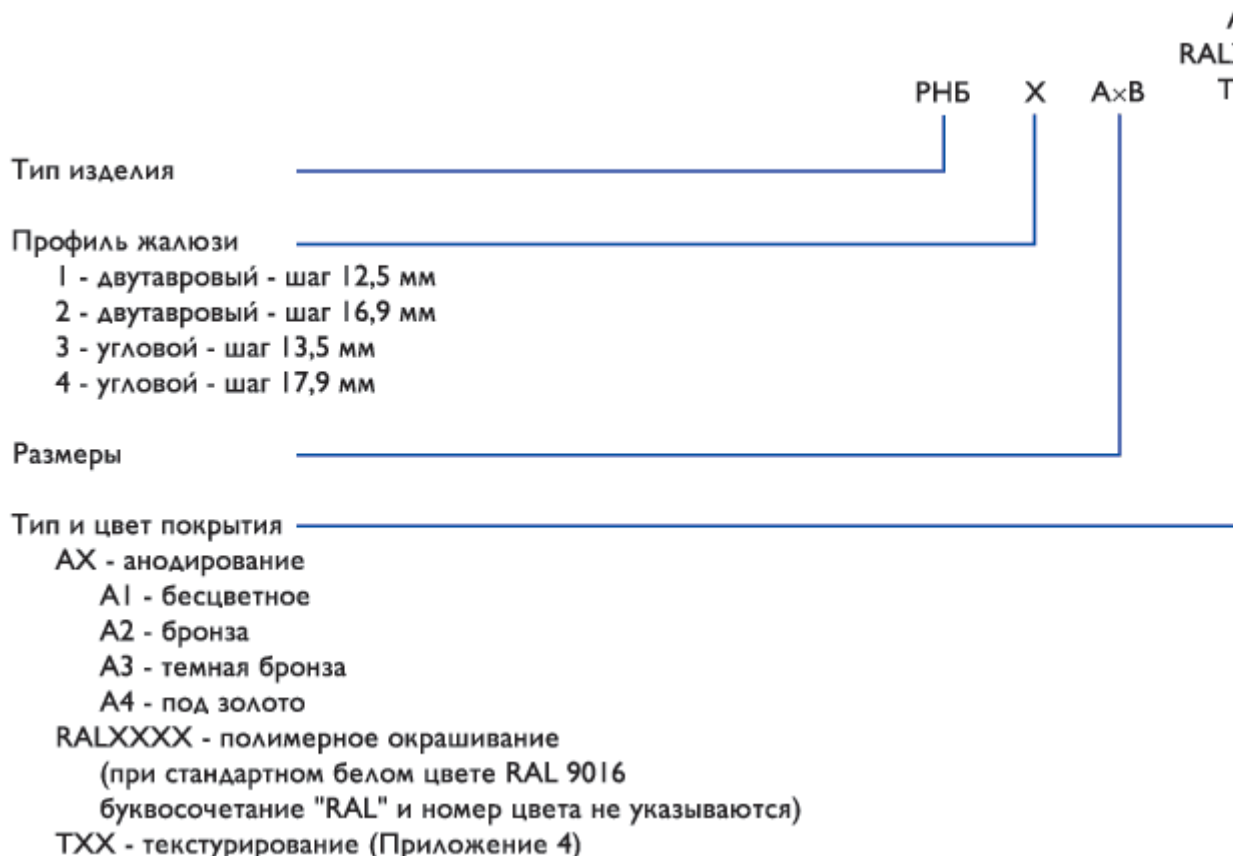 РНБ X A×B
Тип изделия
Профиль жалюзи
1 - двутавровый - шаг 12,5 мм
2 - двутавровый - шаг 16,9 мм
3 - угловой - шаг 13,5 мм
4 - угловой - шаг 17,9 мм
Размеры
Тип и цвет покрытия
AX - анодирование
A1 - бесцветное
A2 - бронза
A3 - темная бронза
A4 - под золото
RALXXXX - полимерное окрашивание
(при стандартном белом цвете RAL 9016
буквосочетание "RAL" и номер цвета не указываются)
TXX - текстурирование (Приложение 4)